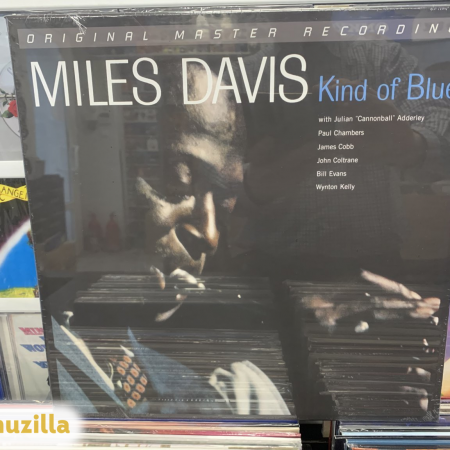 ORIGINAL MASTER RECORDING
MILES DAVIS Kind of Blue
with Julian "Cannonball" Adderley
Paul Chambers
James Cobb
John Coltrane
Bill Evans
Wynton Kelly